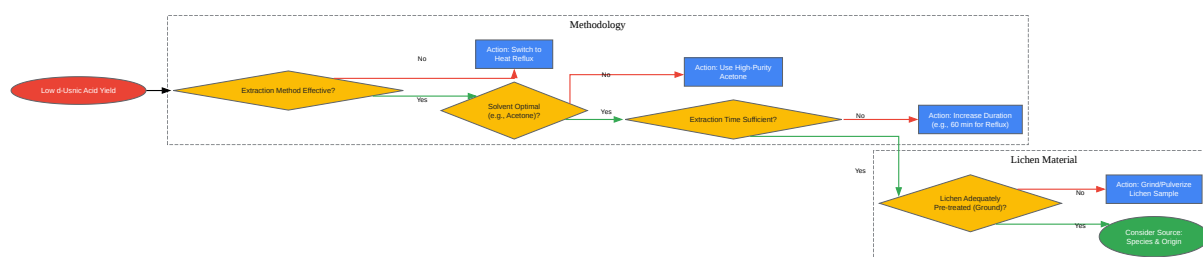 Methodology
Action: Switch to
Heat Reflux
No
Action: Use High-Purity
Acetone
No
Low d-Usnic Acid Yield
Extraction Method Effective?
Yes
Solvent Optimal
(e.g., Acetone)?
Yes
Extraction Time Sufficient?
No
Action: Increase Duration
(e.g., 60 min for Reflux)
Yes
Lichen Material
Lichen Adequately
Pre-treated (Ground)?
No
Action: Grind/Pulverize
Lichen Sample
Yes
Consider Source:
Species & Origin